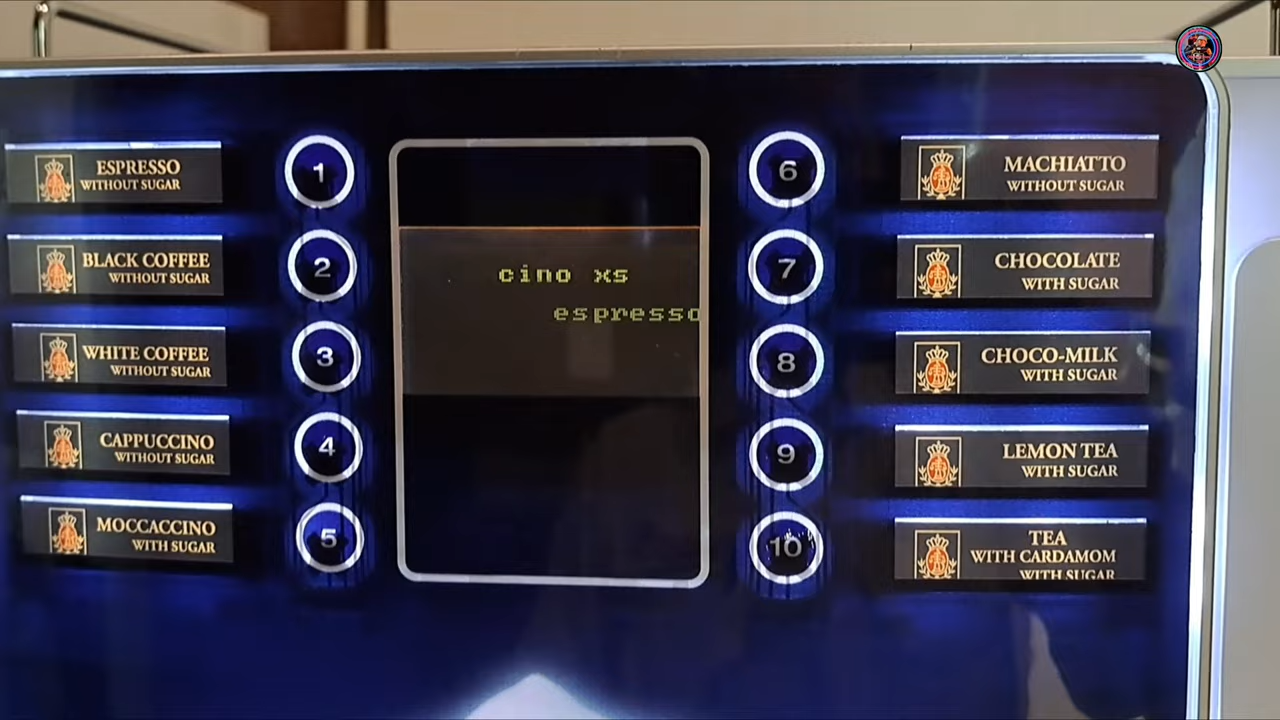 ESPRESSO
WITHOUT SUGAR
1
BLACK COFFEE
WITHOUT SUGAR
2
WHITE COFFEE
WITHOUT SUGAR
3
CAPPUCCINO
WITHOUT SUGAR
4
MOCCACCINO
WITH SUGAR
5
cino xs
espresso
6
MACHIATTO
WITHOUT SUGAR
7
CHOCOLATE
WITH SUGAR
8
CHOCO-MILK
WITH SUGAR
9
LEMON TEA
WITH SUGAR
10
TEA
WITH CARDAMOM
WITH SUGAR